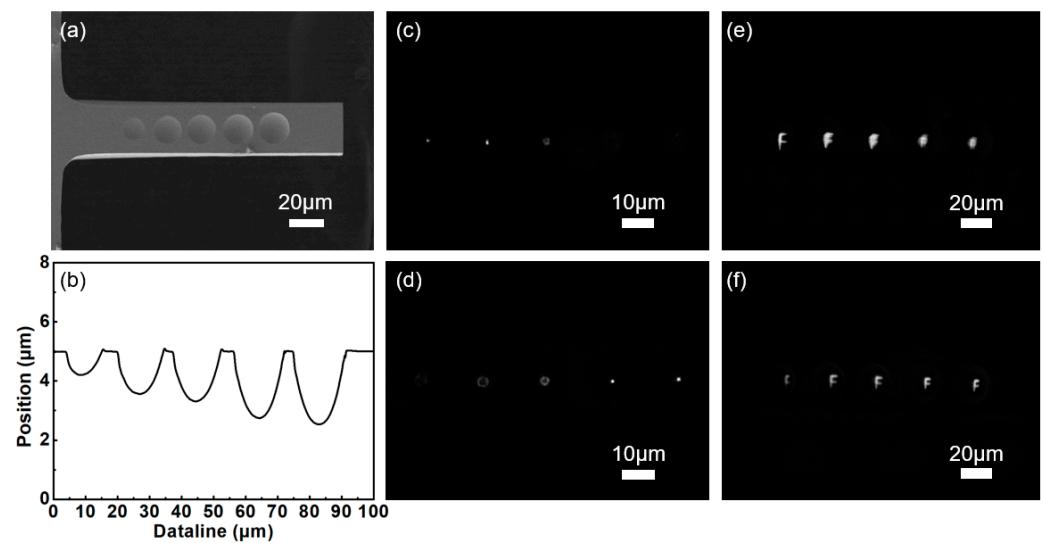 (a)
20μm
(b)
8
6
4
2
0
Position (μm)
0 10 20 30 40 50 60 70 80 90 100
Dataline (μm)
(c)
10μm
(d)
10μm
(e)
F F F
20μm
(f)
F F F F F
20μm